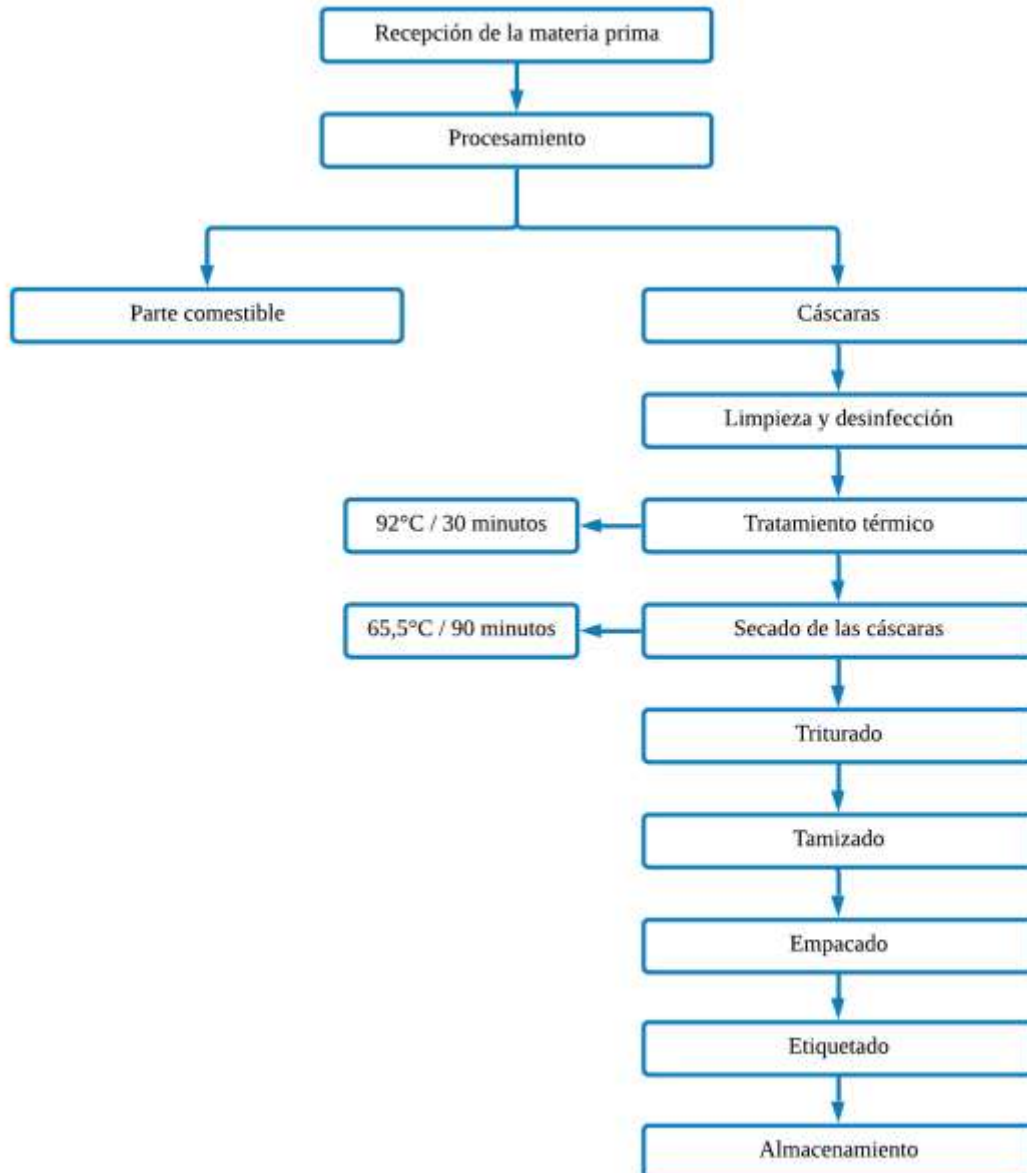 Recepción de la materia prima
Procesamiento
Parte comestible
Cáscaras
Limpieza y desinfección
92°C / 30 minutos
Tratamiento térmico
65,5°C / 90 minutos
Secado de las cáscaras
Triturado
Tamizado
Empacado
Etiquetado
Almacenamiento